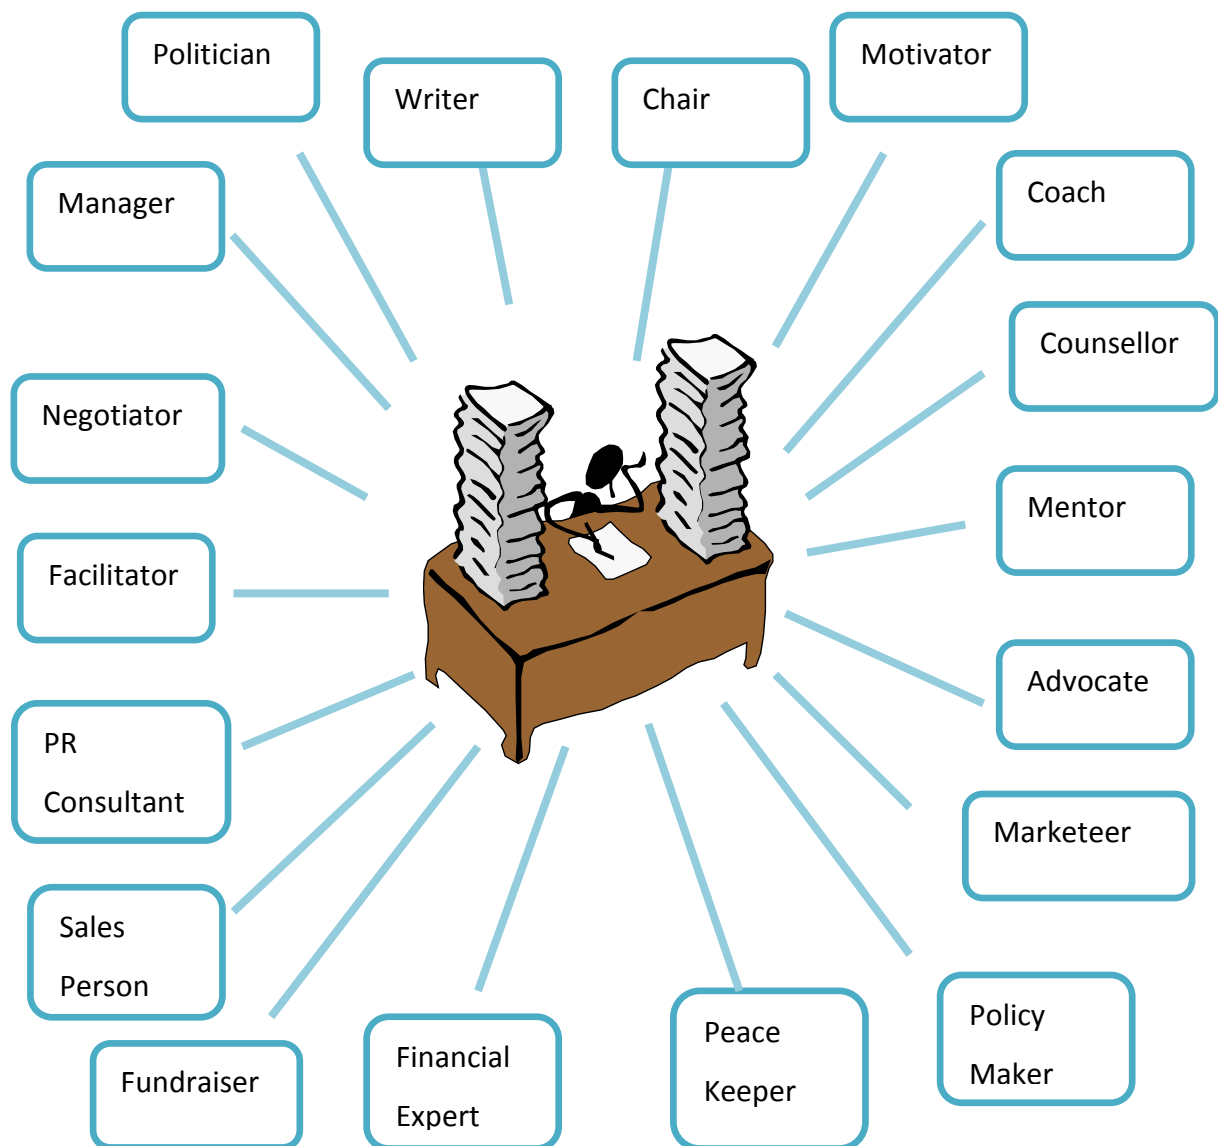 Politician
Writer
Chair
Motivator
Manager
Coach
Counsellor
Negotiator
Mentor
Facilitator
Advocate
PR
Consultant
Marketeer
Sales
Person
Policy
Maker
Peace
Keeper
Financial
Expert
Fundraiser